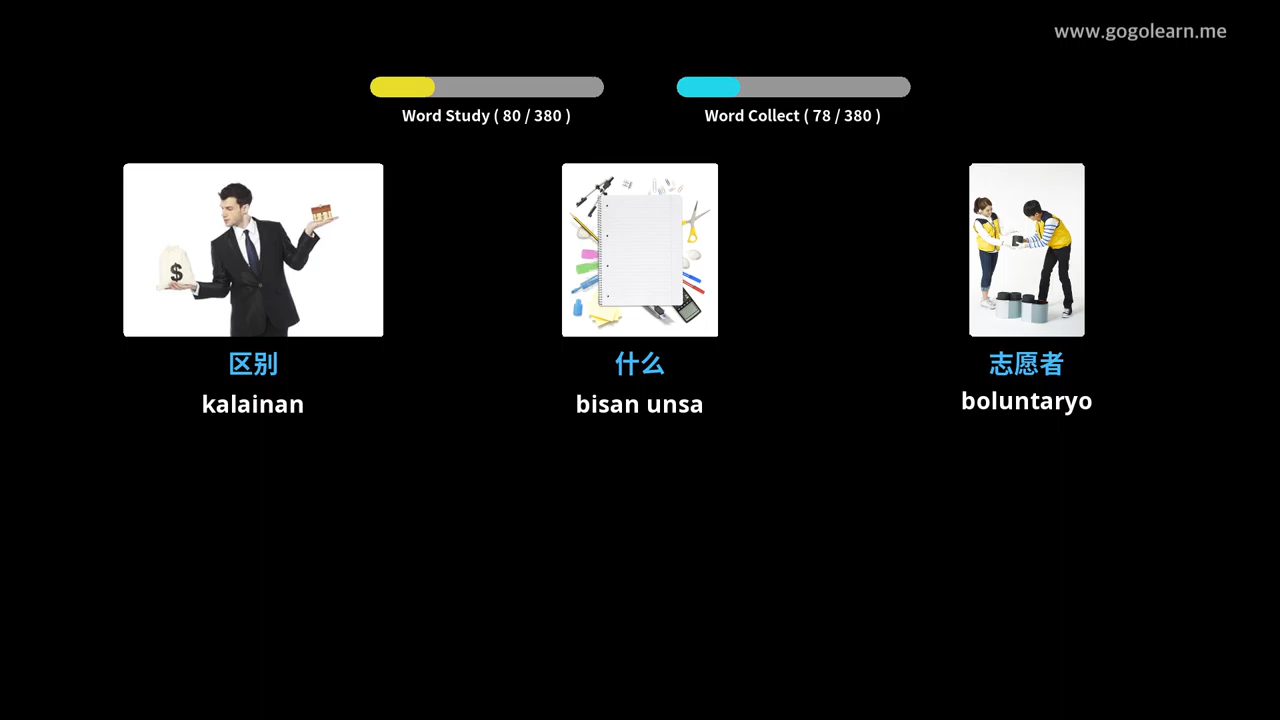 www.gogolearn.me
Word Study ( 80 / 380 )
Word Collect ( 78 / 380 )
$
区别
什么
志愿者
kalainan
bisan unsa
boluntaryo